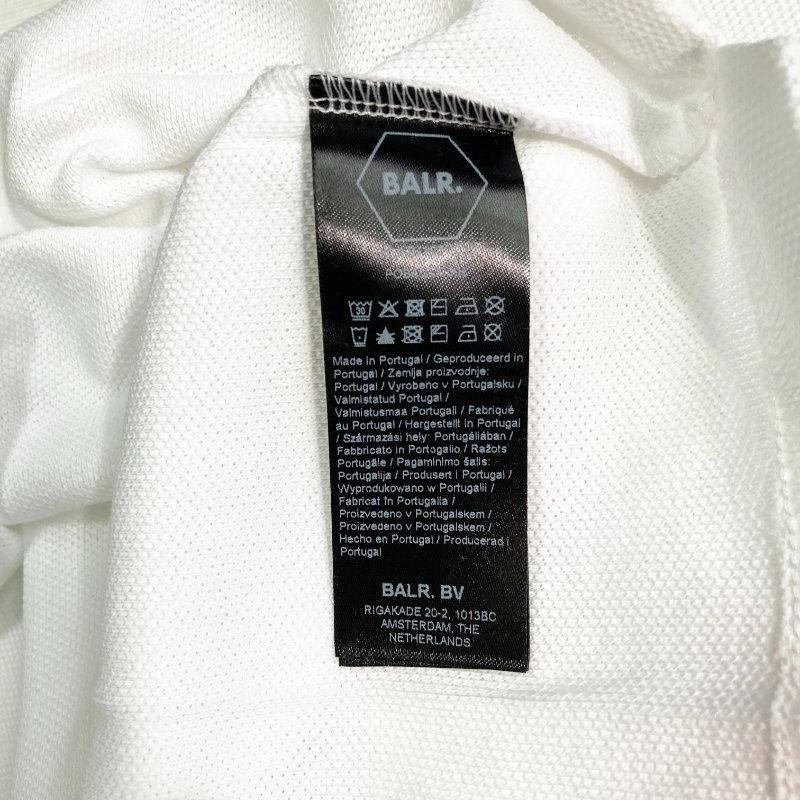 BALR.
30
Made in Portugal / Geproduceerd in
Portugal / Zemlja proizvodnje:
Portugal / Vyrobeno v Portugalsku /
Valmistatud Portugal /
Valmistusmaa Portugali / Fabriqué
au Portugal / Hergestellt in Portugal
/ Származási hely: Portugáliában /
Fabbricato in Portogalio / Ražots
Portugāle / Pagaminimo šalis:
Portugalija / Produsert i Portugal /
Wyprodukowano w Portugalii /
Fabricat în Portugalia /
Proizvedeno v Portugalskem /
Proizvedeno v Portugalskem /
Hecho en Portugal / Producerad i
Portugal
BALR. BV
RIGAKADE 20-2, 1013BC
AMSTERDAM, THE
NETHERLANDS